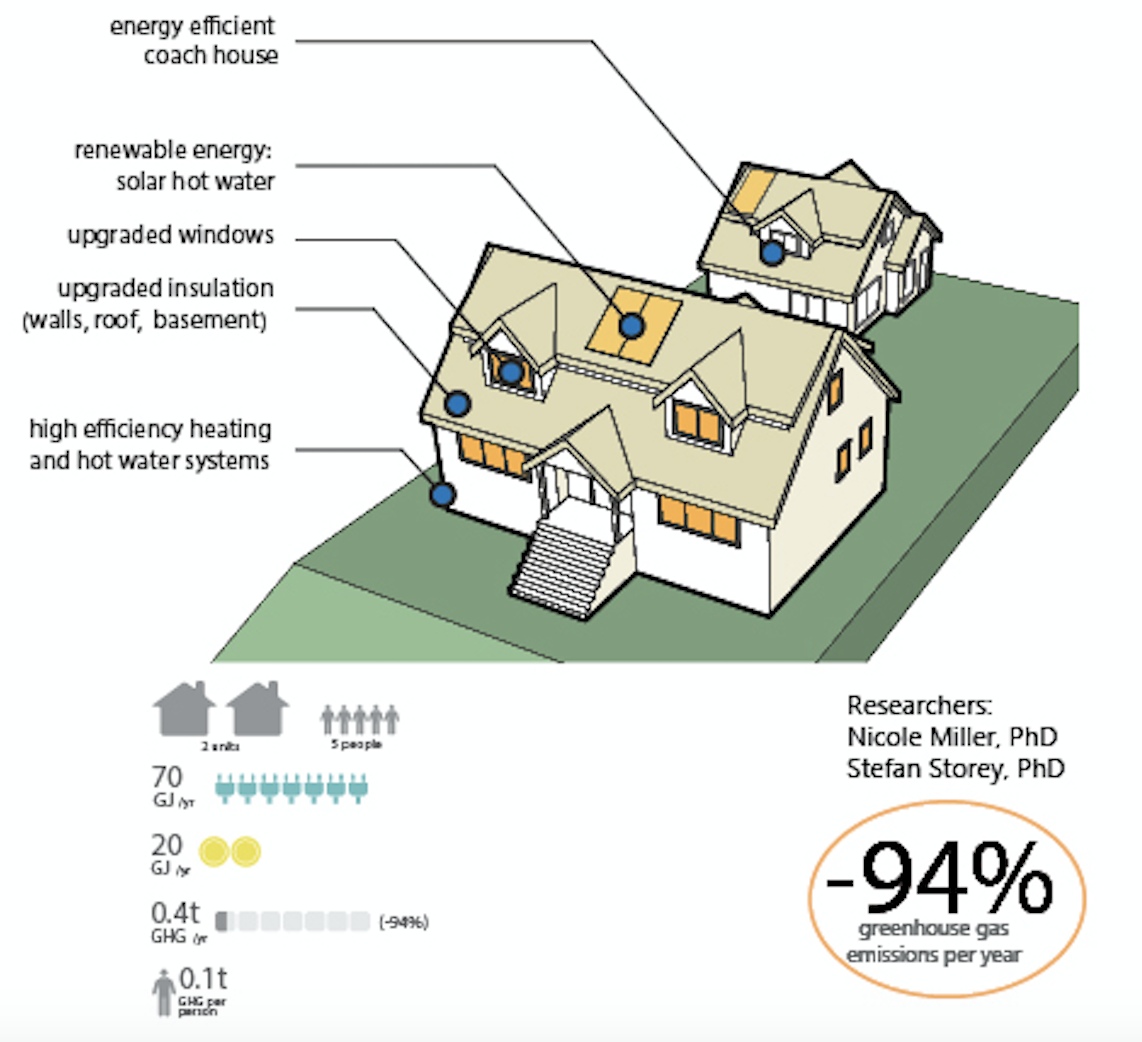 energy efficient
coach house
renewable energy:
solar hot water
upgraded windows
upgraded insulation
(walls, roof, basement)
high efficiency heating
and hot water systems
2 units
5 people
70
GJ /yr
20
GJ /yr
0.4t
GHG /yr
(-94%)
0.1t
GHG per
person
Researchers:
Nicole Miller, PhD
Stefan Storey, PhD
-94%
greenhouse gas
emissions per year